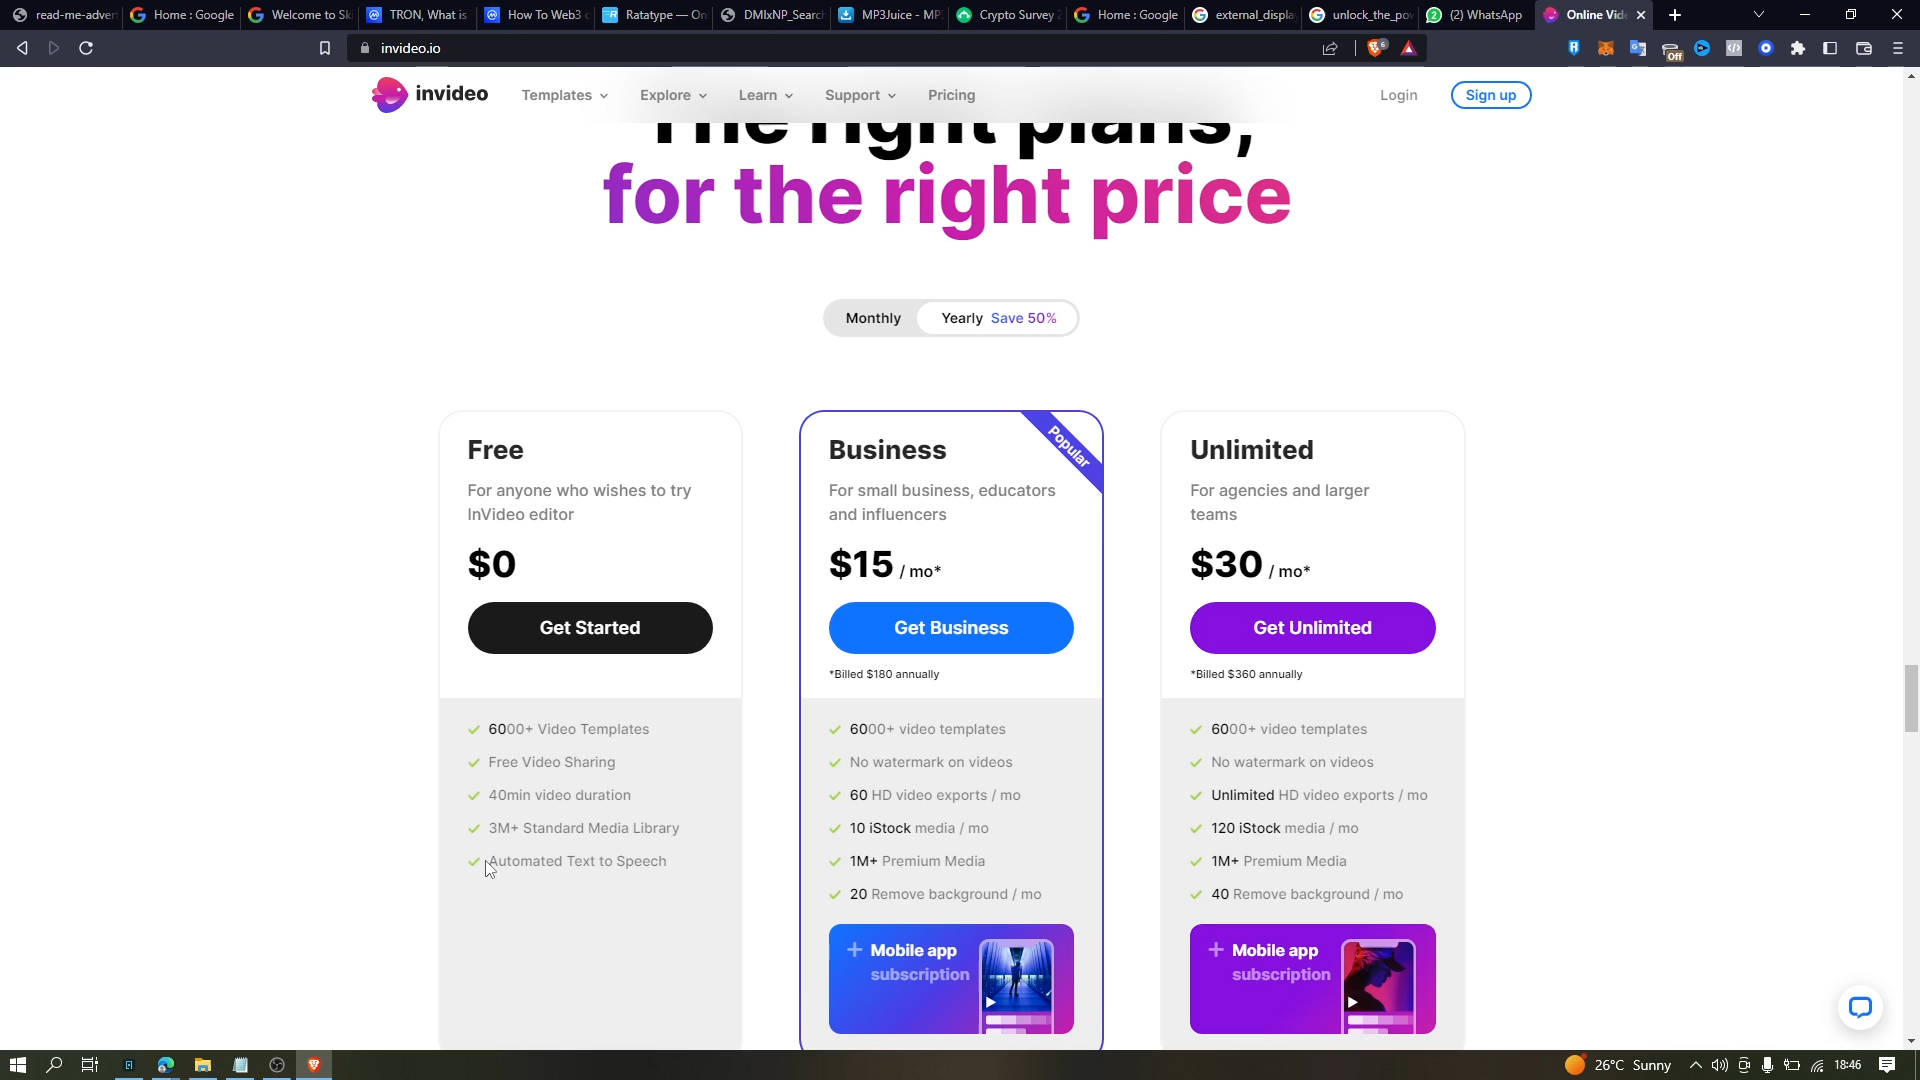 read-me-advert
Home : Google
Welcome to Sk
TRON, What is
How To Web3
Ratatype — On
DMIxNP_Search
MP3Juice - MP
Crypto Survey
Home : Google
external_displa
unlock_the_po
(2) WhatsApp
Online Vide
invideo.io
6
Off
invideo Templates Explore Learn Support Pricing Login Sign up
The right plans,
for the right price
Monthly Yearly Save 50%
Free
For anyone who wishes to try
InVideo editor
$0
Get Started
6000+ Video Templates
Free Video Sharing
40min video duration
3M+ Standard Media Library
Automated Text to Speech
Business
Popular
For small business, educators
and influencers
$15 / mo*
Get Business
*Billed $180 annually
6000+ video templates
No watermark on videos
60 HD video exports / mo
10 iStock media / mo
1M+ Premium Media
20 Remove background / mo
+ Mobile app
subscription
Unlimited
For agencies and larger
teams
$30 / mo*
Get Unlimited
*Billed $360 annually
6000+ video templates
No watermark on videos
Unlimited HD video exports / mo
120 iStock media / mo
1M+ Premium Media
40 Remove background / mo
+ Mobile app
subscription
26°C Sunny
18:46